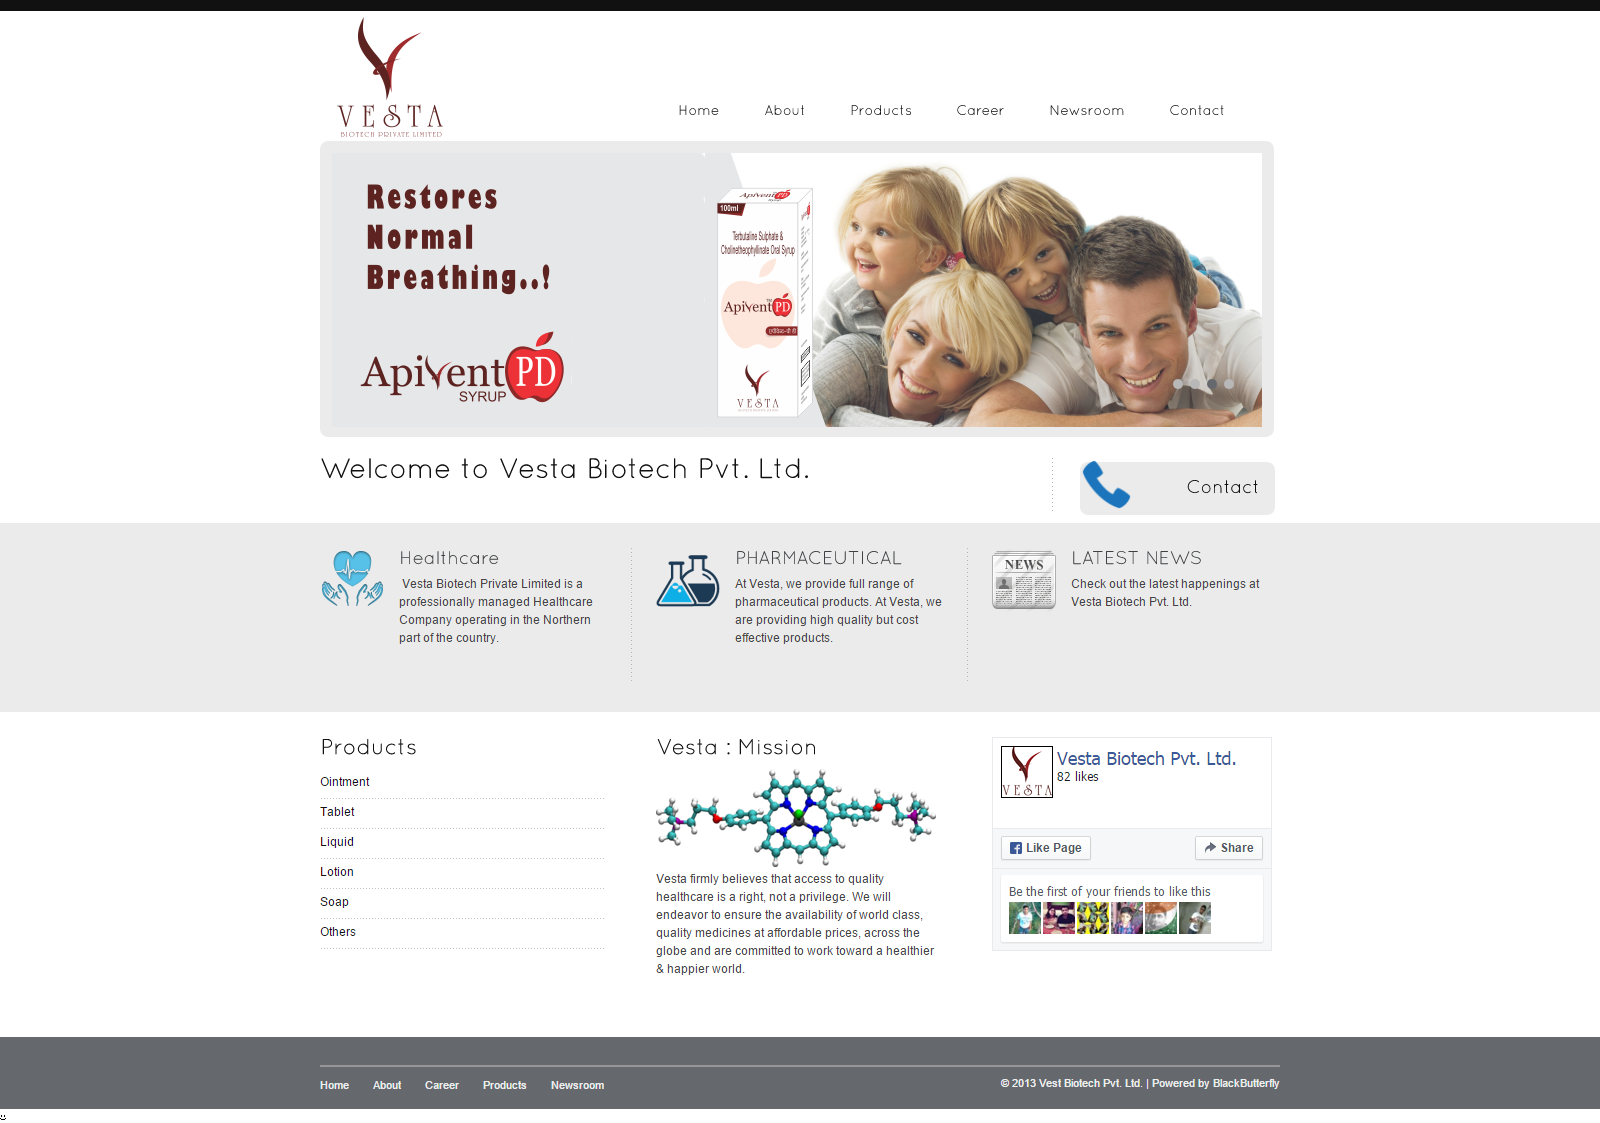 VESTA
BIOTECH PRIVATE LIMITED
Home
About
Products
Career
Newsroom
Contact
Restores
Normal
Breathing..!
Apivent PD
SYRUP
Apivent PD
100ml
Terbutaline Sulphate &
Cholinetheophyllinate Oral Syrup
Apivent PD
VESTA
Welcome to Vesta Biotech Pvt. Ltd.
Contact
Healthcare
Vesta Biotech Private Limited is a
professionally managed Healthcare
Company operating in the Northern
part of the country.
PHARMACEUTICAL
At Vesta, we provide full range of
pharmaceutical products. At Vesta, we
are providing high quality but cost
effective products.
NEWS
LATEST NEWS
Check out the latest happenings at
Vesta Biotech Pvt. Ltd.
Products
Ointment
Tablet
Liquid
Lotion
Soap
Others
Vesta : Mission
Vesta firmly believes that access to quality
healthcare is a right, not a privilege. We will
endeavor to ensure the availability of world class,
quality medicines at affordable prices, across the
globe and are committed to work toward a healthier
& happier world.
VESTA
Vesta Biotech Pvt. Ltd.
82 likes
Like Page
Share
Be the first of your friends to like this
Home
About
Career
Products
Newsroom
© 2013 Vest Biotech Pvt. Ltd. | Powered by BlackButterfly